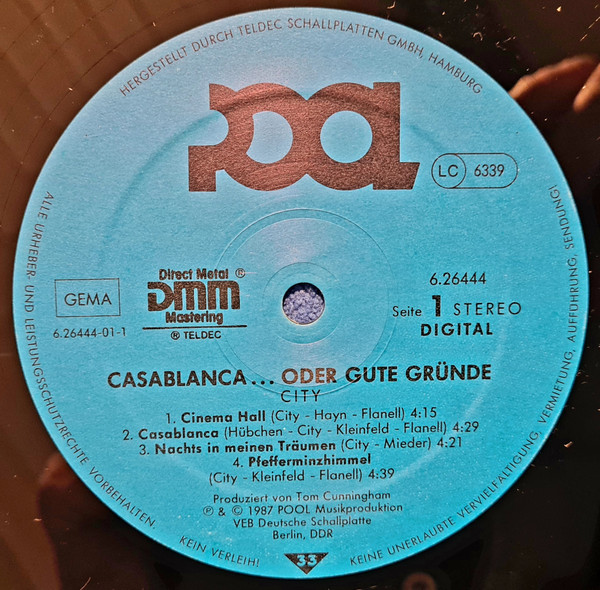 HERGESTELLT DURCH TELDEC SCHALLPLATTEN GMBH, HAMBURG
POOL
LC 6339
GEMA
6.26444-01-1
Direct Metal ®
DMM
Mastering
® TELDEC
6.26444
Seite 1 STEREO
DIGITAL
CASABLANCA... ODER GUTE GRÜNDE
CITY
1. Cinema Hall (City - Hayn - Flanell) 4:15
2. Casablanca (Hübchen - City - Kleinfeld - Flanell) 4:29
3. Nachts in meinen Träumen (City - Mieder) 4:21
4. Pfefferminzhimmel
(City - Kleinfeld - Flanell) 4:39
Produziert von Tom Cunningham
℗ & © 1987 POOL Musikproduktion
VEB Deutsche Schallplatte
Berlin, DDR
33
ALLE URHEBER- UND LEISTUNGSSCHUTZRECHTE VORBEHALTEN.
KEIN VERLEIH!
KEINE UNERLAUBTE VERVIELFÄLTIGUNG, VERMIETUNG, AUFFÜHRUNG, SENDUNG!